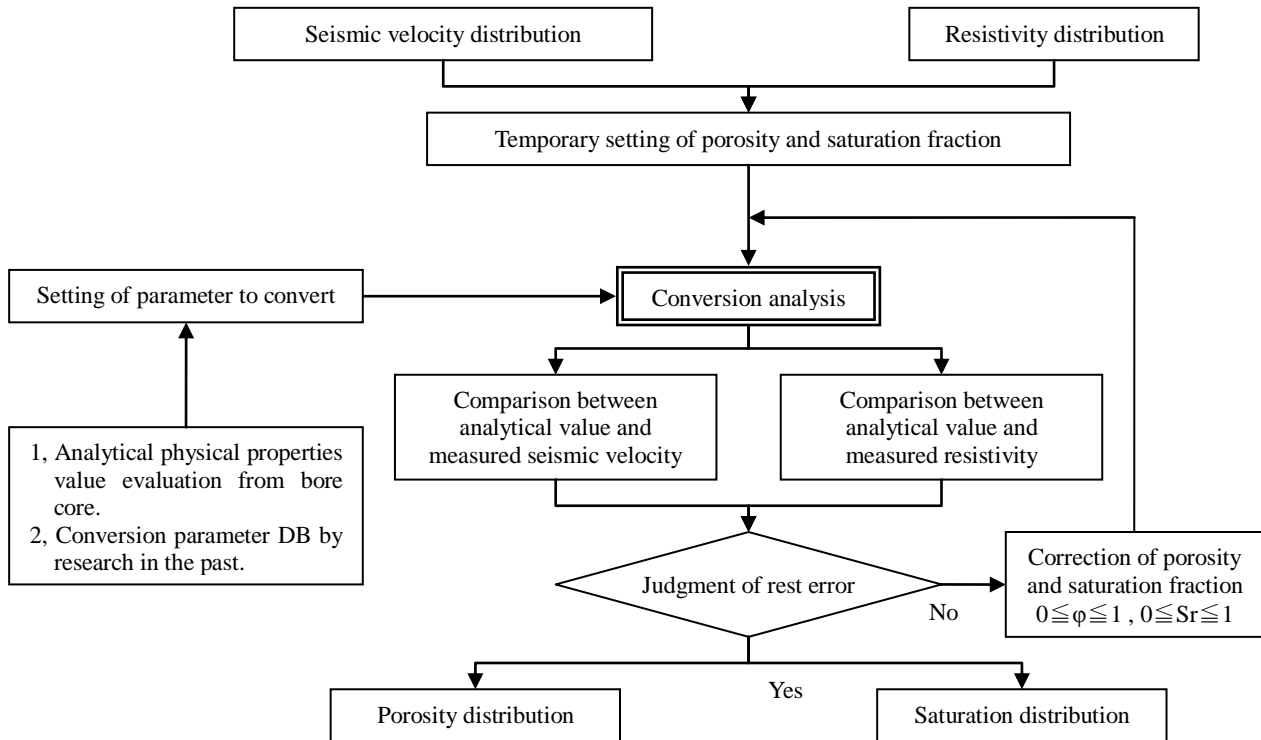 Seismic velocity distribution
Resistivity distribution
Temporary setting of porosity and saturation fraction
Setting of parameter to convert
Conversion analysis
Comparison between
analytical value and
measured seismic velocity
Comparison between
analytical value and
measured resistivity
1, Analytical physical properties
value evaluation from bore
core.
2, Conversion parameter DB by
research in the past.
Judgment of rest error
No
Correction of porosity
and saturation fraction
0≦φ≦1 , 0≦Sr≦1
Yes
Porosity distribution
Saturation distribution